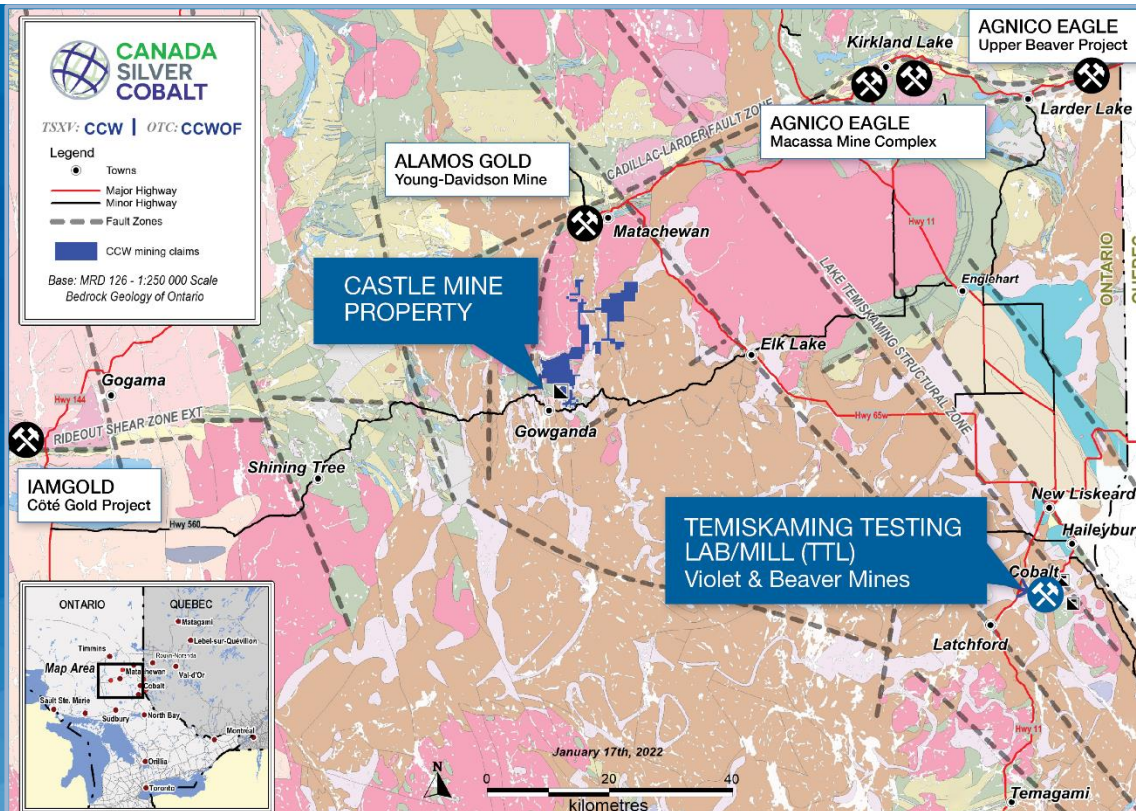 CANADA
SILVER
COBALT
TSXV: CCW | OTC: CCWOF
Legend
Towns
Major Highway
Minor Highway
Fault Zones
CCW mining claims
Base: MRD 126 - 1:250 000 Scale
Bedrock Geology of Ontario
AGNICO EAGLE
Upper Beaver Project
Kirkland Lake
Larder Lake
AGNICO EAGLE
Macassa Mine Complex
CADILLAC-LARDER FAULT ZONE
ALAMOS GOLD
Young-Davidson Mine
Matachewan
Hwy 11
ONTARIO
QUEBEC
CASTLE MINE
PROPERTY
LAKE TEMISKAMING STRUCTURAL ZONE
Englehart
Elk Lake
Gogama
Hwy 144
RIDEOUT SHEAR ZONE EXT
Gowganda
Hwy 65w
IAMGOLD
Côté Gold Project
Shining Tree
Hwy 560
New Liskeard
Haileybur
TEMISKAMING TESTING
LAB/MILL (TTL)
Violet & Beaver Mines
Cobalt
Latchford
Hwy 11
Temagami
ONTARIO
QUEBEC
Matagami
Lebel-sur-Quévillon
Timmins
Rouyn-Noranda
Map Area
Matachewan
Val-d'Or
Cobalt
Sault Ste. Marie
Sudbury
North Bay
Montréal
Orillia
Toronto
January 17th, 2022
N
0 20 40
kilometres